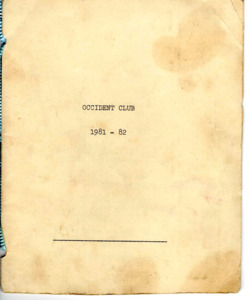 OCCIDENT CLUB
1981 - 82